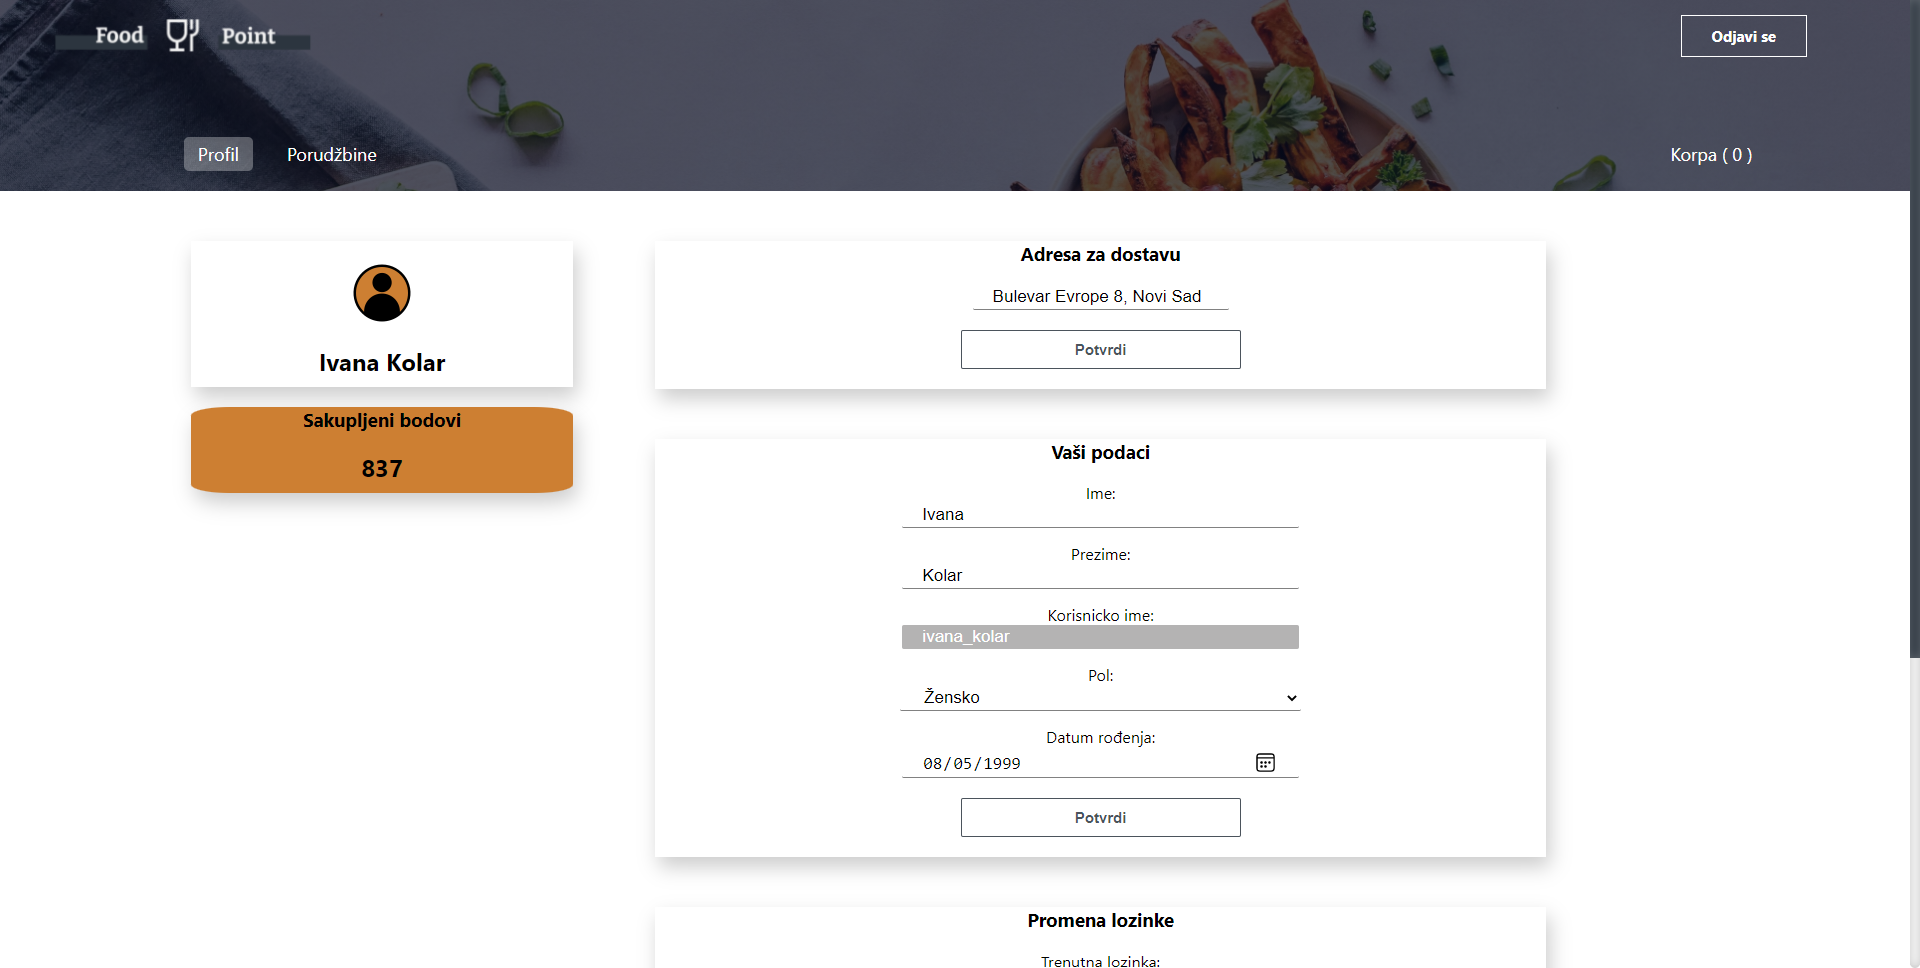 Food Point
Odjavi se
Profil
Porudžbine
Korpa ( 0 )
Ivana Kolar
Sakupljeni bodovi
837
Adresa za dostavu
Bulevar Evrope 8, Novi Sad
Potvrdi
Vaši podaci
Ime:
Ivana
Prezime:
Kolar
Korisnicko ime:
ivana_kolar
Pol:
Žensko
Datum rođenja:
08/05/1999
Potvrdi
Promena lozinke
Trenutna lozinka: